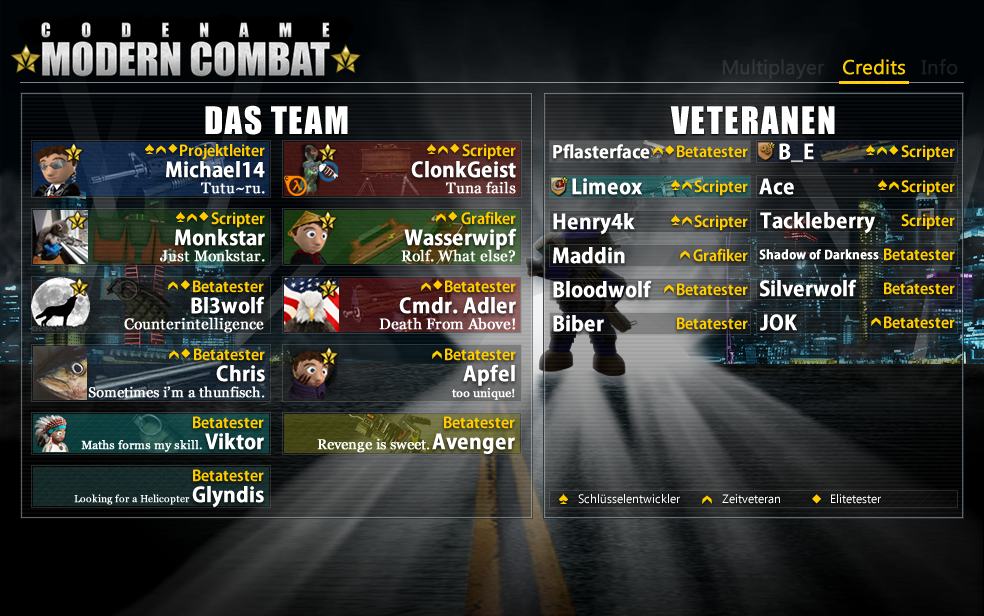 CODENAME
MODERN COMBAT
Multiplayer Credits Info
DAS TEAM
Projektleiter
Michael14
Tutu~ru.
Scripter
ClonkGeist
Tuna fails
Scripter
Monkstar
Just Monkstar.
Grafiker
Wasserwipf
Rolf. What else?
Betatester
Bl3wolf
Counterintelligence
Betatester
Cmdr. Adler
Death From Above!
Betatester
Chris
Sometimes i'm a thunfisch.
Betatester
Apfel
too unique!
Betatester
Maths forms my skill. Viktor
Betatester
Revenge is sweet. Avenger
Betatester
Looking for a Helicopter Glyndis
VETERANEN
Pflasterface Betatester
B_E Scripter
Limeox Scripter
Ace Scripter
Henry4k Scripter
Tackleberry Scripter
Maddin Grafiker
Shadow of Darkness Betatester
Bloodwolf Betatester
Silverwolf Betatester
Biber Betatester
JOK Betatester
Schlüsselentwickler Zeitveteran Elitetester